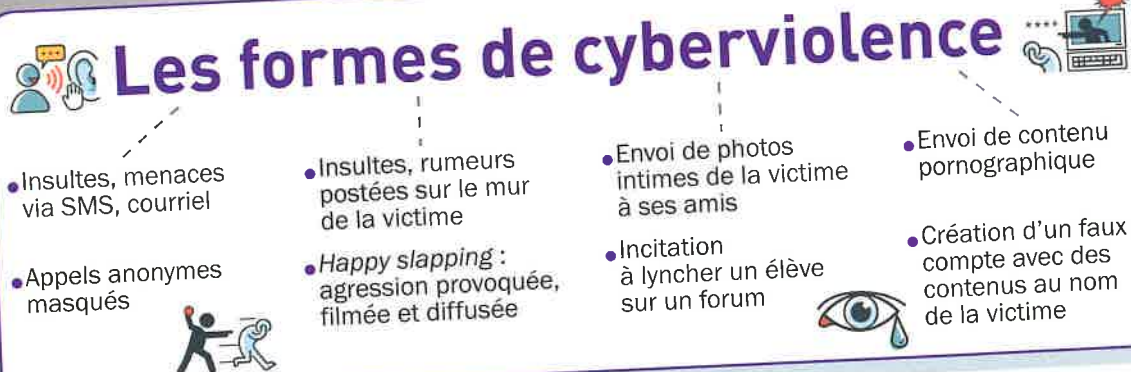 Les formes de cyberviolence
•Insultes, menaces
via SMS, courriel
•Appels anonymes
masqués
•Insultes, rumeurs
postées sur le mur
de la victime
•Happy slapping :
agression provoquée,
filmée et diffusée
•Envoi de photos
intimes de la victime
à ses amis
•Incitation
à lyncher un élève
sur un forum
•Envoi de contenu
pornographique
•Création d'un faux
compte avec des
contenus au nom
de la victime